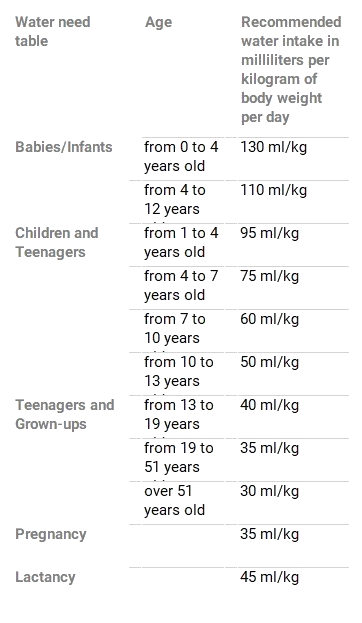 Water need
table
Age
Recommended
water intake in
milliliters per
kilogram of
body weight
per day
Babies/Infants
from 0 to 4
years old
130 ml/kg
from 4 to
12 years
110 ml/kg
Children and
Teenagers
from 1 to 4
years old
95 ml/kg
from 4 to 7
years old
75 ml/kg
from 7 to
10 years
60 ml/kg
from 10 to
13 years
50 ml/kg
Teenagers and
Grown-ups
from 13 to
19 years
40 ml/kg
from 19 to
51 years
35 ml/kg
over 51
years old
30 ml/kg
Pregnancy
35 ml/kg
Lactancy
45 ml/kg